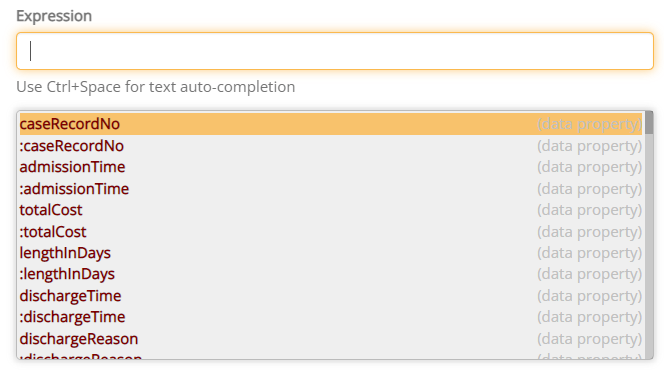 Expression
Use Ctrl+Space for text auto-completion
caseRecordNo (data property)
:caseRecordNo (data property)
admissionTime (data property)
:admissionTime (data property)
totalCost (data property)
:totalCost (data property)
lengthInDays (data property)
:lengthInDays (data property)
dischargeTime (data property)
:dischargeTime (data property)
dischargeReason (data property)
:dischargeReason (data property)